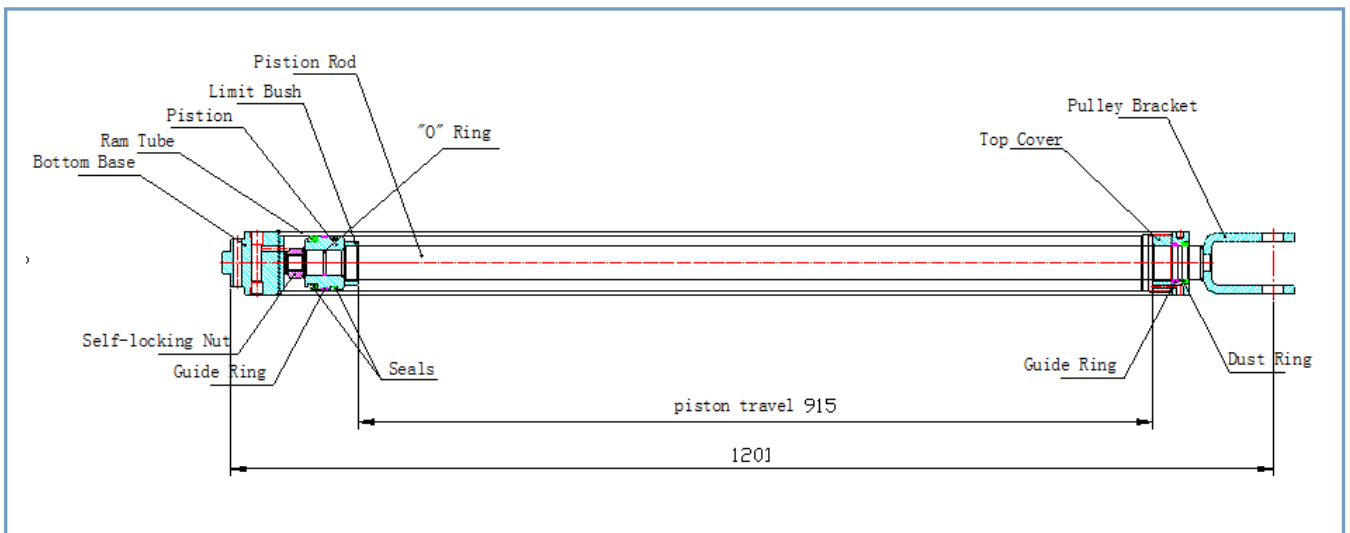 Pistion Rod
Limit Bush
Pistion
"O" Ring
Ram Tube
Bottom Base
Pulley Bracket
Top Cover
Self-locking Nut
Guide Ring
Seals
Guide Ring
Dust Ring
piston travel 915
1201